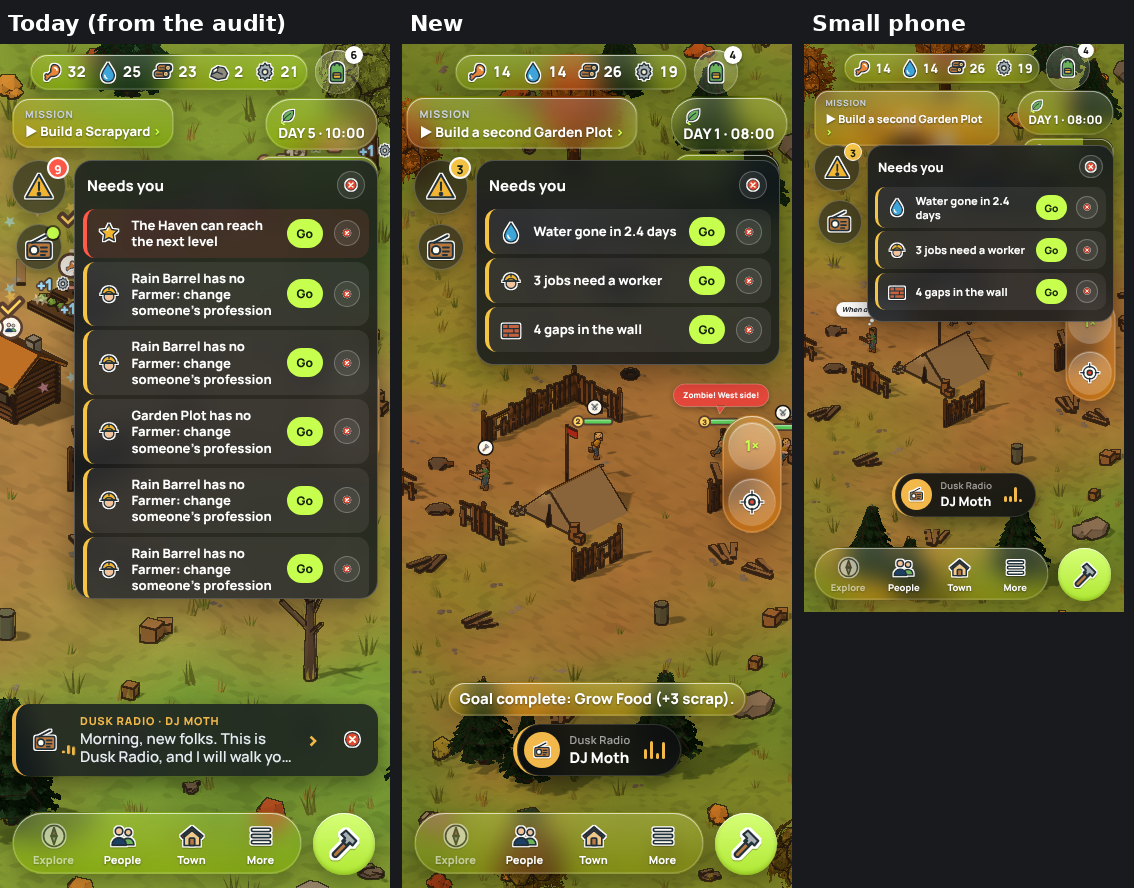 Today (from the audit)
6
32 25 23 2 21
MISSION
▶ Build a Scrapyard ›
DAY 5 · 10:00
+1
9
Needs you
The Haven can reach
the next level
Go
Rain Barrel has no
Farmer: change
someone's profession
Go
Rain Barrel has no
Farmer: change
someone's profession
Go
Garden Plot has no
Farmer: change
someone's profession
Go
Rain Barrel has no
Farmer: change
someone's profession
Go
Rain Barrel has no
Farmer: change
someone's profession
Go
+1
DUSK RADIO · DJ MOTH
Morning, new folks. This is
Dusk Radio, and I will walk yo...
Explore
People
Town
More
New
4
14 14 26 19
MISSION
▶ Build a second Garden Plot ›
DAY 1 · 08:00
3
Needs you
Water gone in 2.4 days
Go
3 jobs need a worker
Go
4 gaps in the wall
Go
Zombie! West side!
2
3
1×
Goal complete: Grow Food (+3 scrap).
Dusk Radio
DJ Moth
Explore
People
Town
More
Small phone
4
14 14 26 19
MISSION
▶ Build a second Garden Plot
›
DAY 1 · 08:00
3
Needs you
Water gone in 2.4
days
Go
3 jobs need a worker
Go
4 gaps in the wall
Go
1×
Dusk Radio
DJ Moth
Explore
People
Town
More